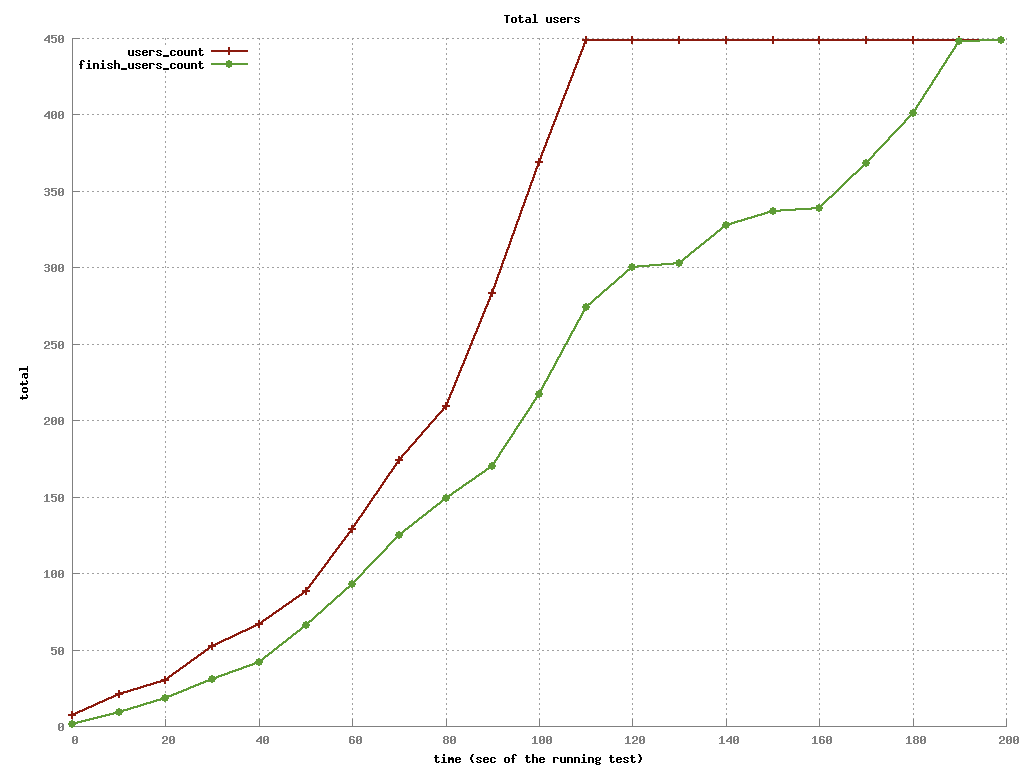 Total users
users_count
finish_users_count
450
400
350
300
250
200
150
100
50
0
total
0 20 40 60 80 100 120 140 160 180 200
time (sec of the running test)